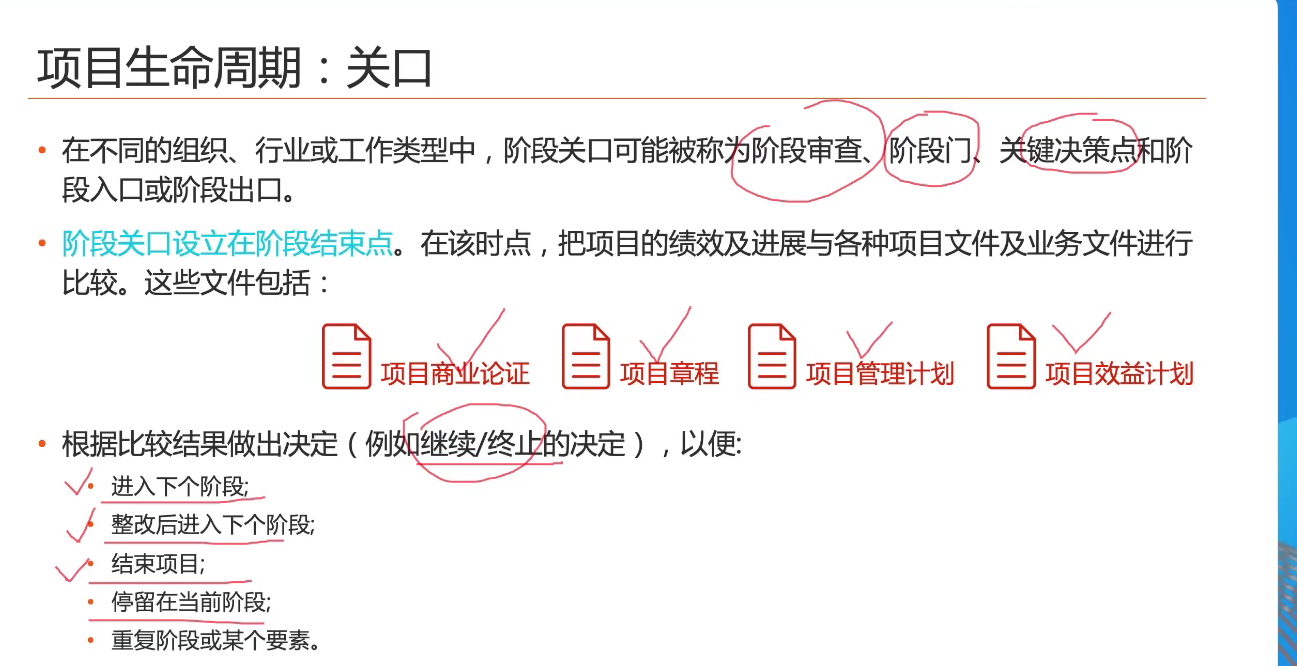 项目生命周期：关口
• 在不同的组织、行业或工作类型中，阶段关口可能被称为阶段审查、阶段门、关键决策点和阶
段入口或阶段出口。
• 阶段关口设立在阶段结束点。在该时点，把项目的绩效及进展与各种项目文件及业务文件进行
比较。这些文件包括：
项目商业论证 项目章程 项目管理计划 项目效益计划
• 根据比较结果做出决定（例如继续/终止的决定），以便:
• 进入下个阶段;
• 整改后进入下个阶段;
• 结束项目;
• 停留在当前阶段;
• 重复阶段或某个要素。